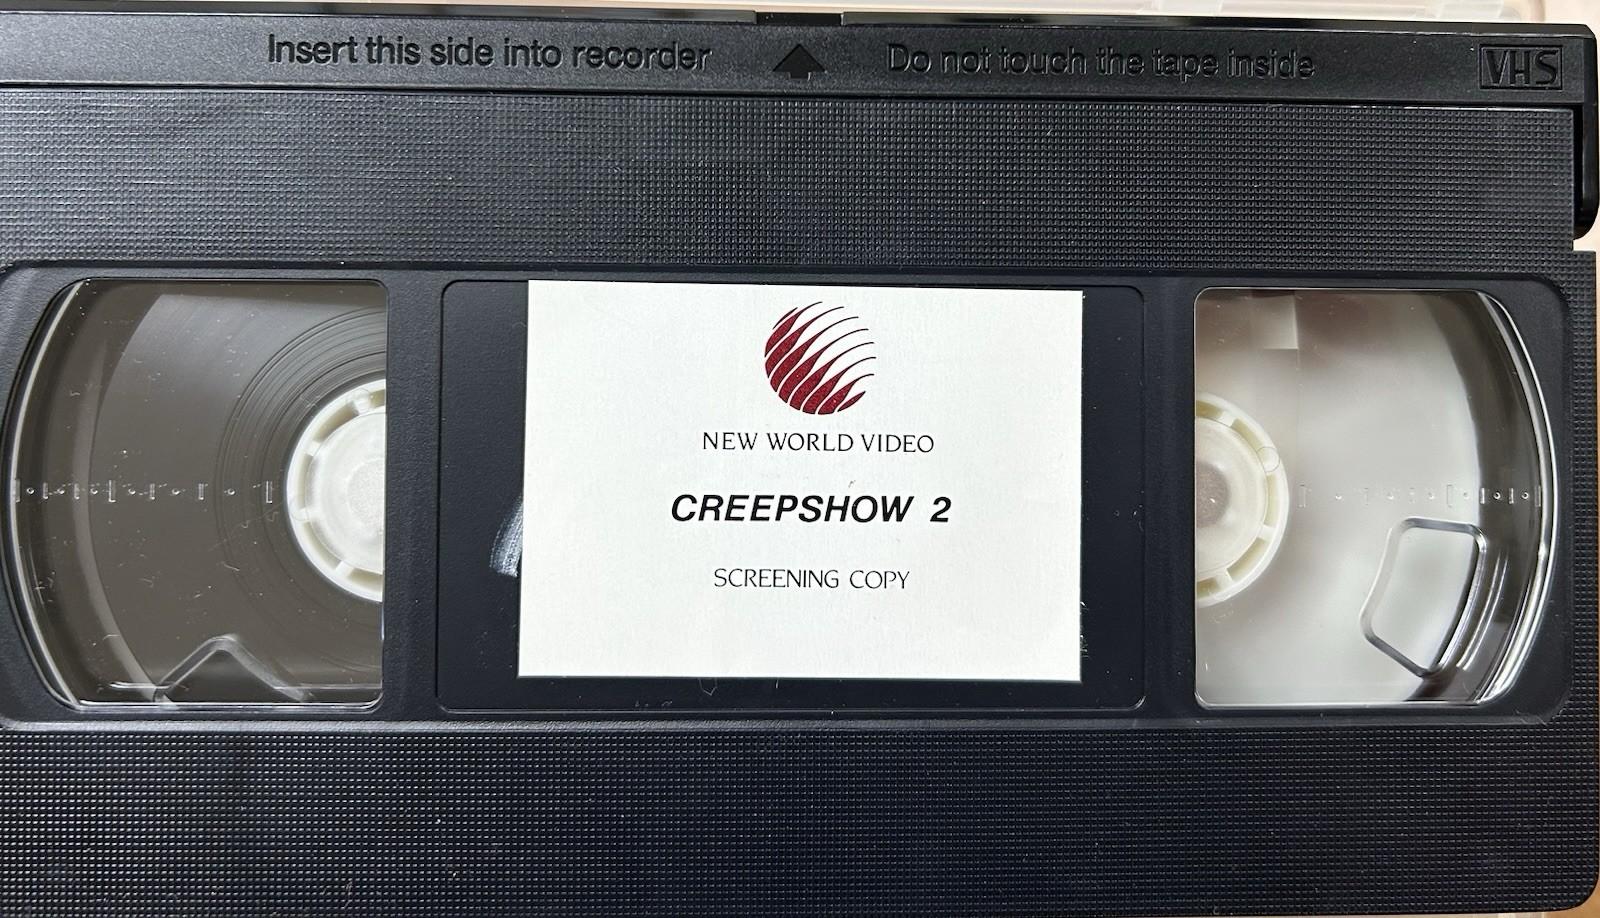 Insert this side into recorder Do not touch the tape inside VHS
NEW WORLD VIDEO
CREEPSHOW 2
SCREENING COPY